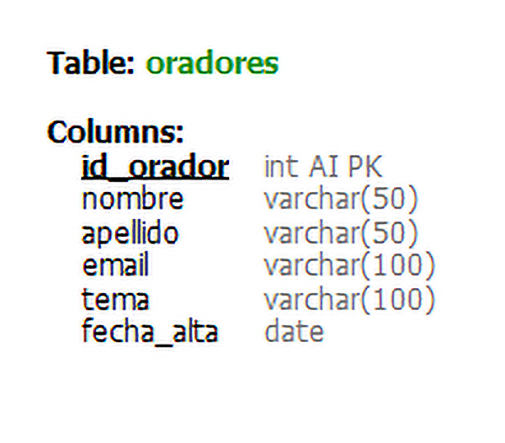 Table: oradores
Columns:
id_orador int AI PK
nombre varchar(50)
apellido varchar(50)
email varchar(100)
tema varchar(100)
fecha_alta date